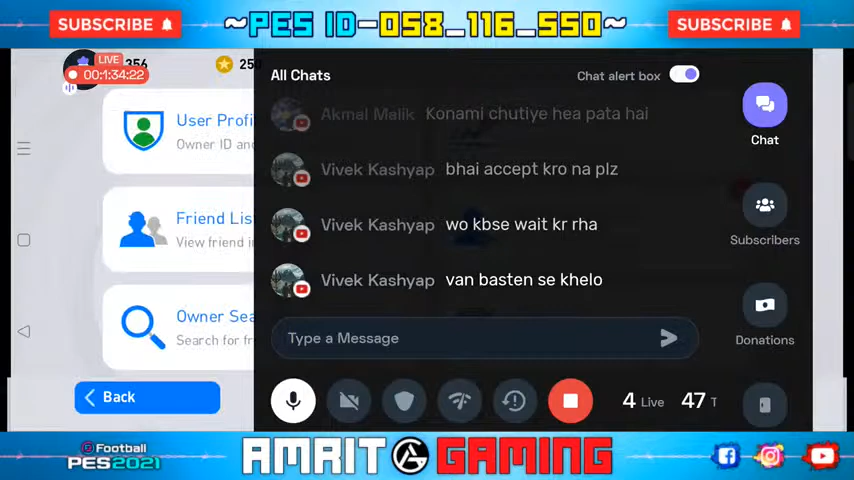 SUBSCRIBE
~PES ID-058_116_550~
SUBSCRIBE
LIVE
356
00:1:34:22
250
All Chats
Chat alert box
User Profi
Owner ID and
Akmal Malik Konami chutiye hea pata hai
Chat
Vivek Kashyap bhai accept kro na plz
Friend Lis
View friend in
Vivek Kashyap wo kbse wait kr rha
Subscribers
Vivek Kashyap van basten se khelo
Owner Sea
Search for fr
Type a Message
Donations
Back
4 Live 47 T
eFootball
PES2021
AMRIT GAMING